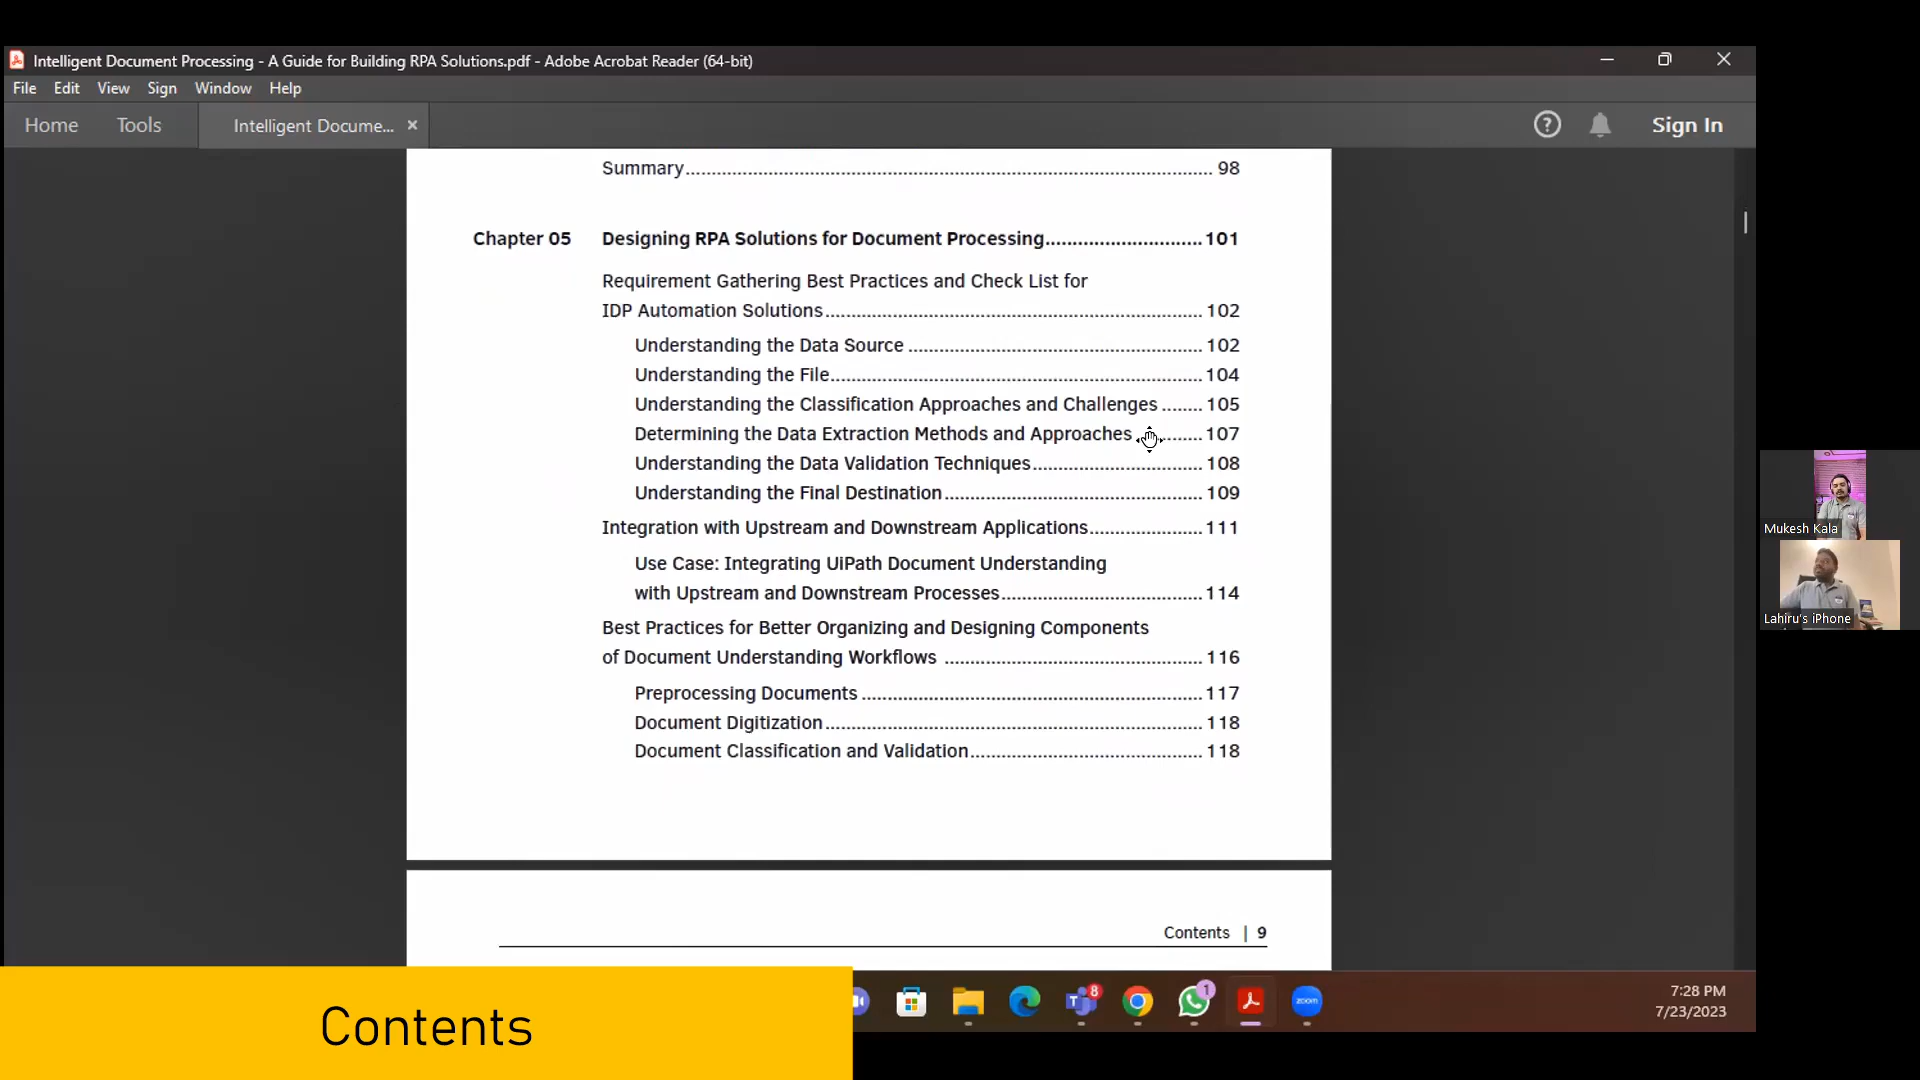 Intelligent Document Processing - A Guide for Building RPA Solutions.pdf - Adobe Acrobat Reader (64-bit)
File Edit View Sign Window Help
Home Tools Intelligent Docume... × ? Sign In
Summary.................................................................................................... 98
Chapter 05 Designing RPA Solutions for Document Processing............................ 101
Requirement Gathering Best Practices and Check List for
IDP Automation Solutions........................................................................ 102
Understanding the Data Source ........................................................ 102
Understanding the File....................................................................... 104
Understanding the Classification Approaches and Challenges ........ 105
Determining the Data Extraction Methods and Approaches ........ 107
Understanding the Data Validation Techniques................................ 108
Understanding the Final Destination................................................. 109
Integration with Upstream and Downstream Applications...................... 111
Use Case: Integrating UiPath Document Understanding
with Upstream and Downstream Processes...................................... 114
Best Practices for Better Organizing and Designing Components
of Document Understanding Workflows ................................................. 116
Preprocessing Documents ................................................................. 117
Document Digitization........................................................................ 118
Document Classification and Validation............................................ 118
Contents | 9
Mukesh Kala
Lahiru's iPhone
Contents
8
1
zoom
7:28 PM
7/23/2023